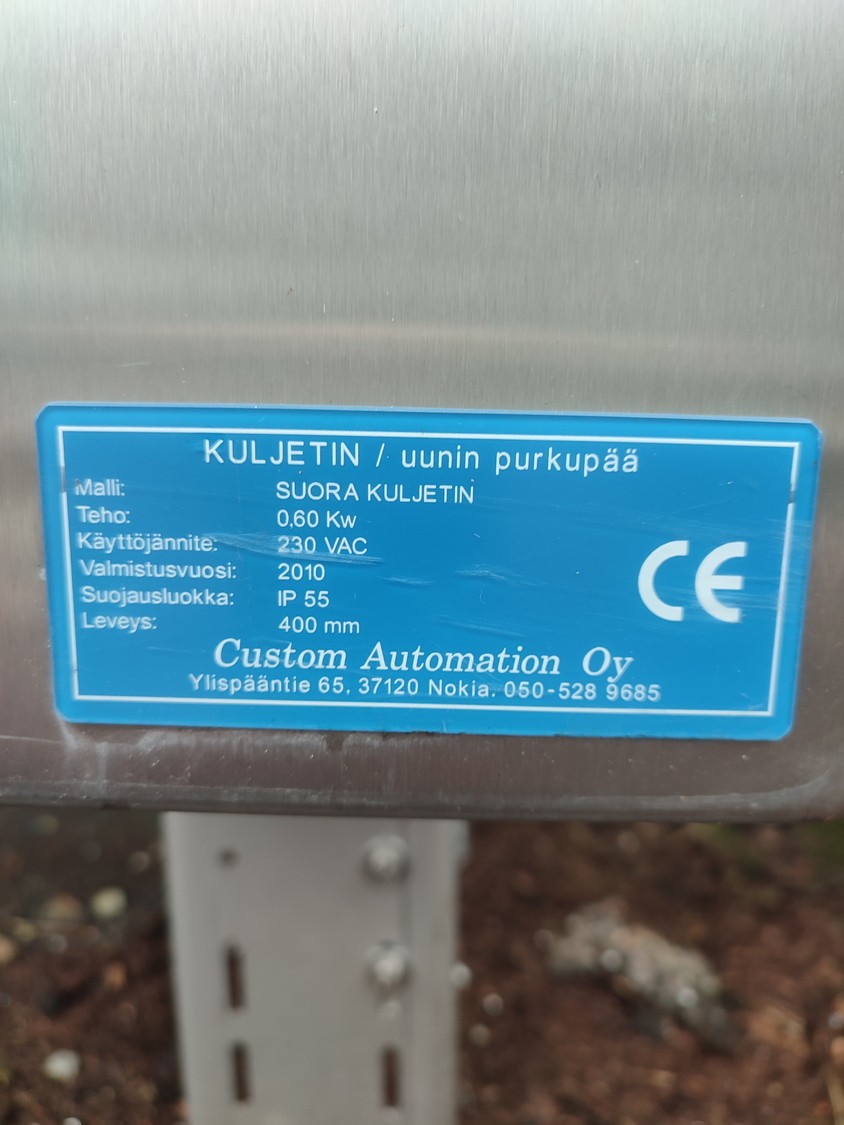 KULJETIN / uunin purkupää
Malli: SUORA KULJETIN
Teho: 0,60 Kw
Käyttöjännite: 230 VAC
Valmistusvuosi: 2010
Suojausluokka: IP 55
Leveys: 400 mm
CE
Custom Automation Oy
Ylispääntie 65, 37120 Nokia. 050-528 9685